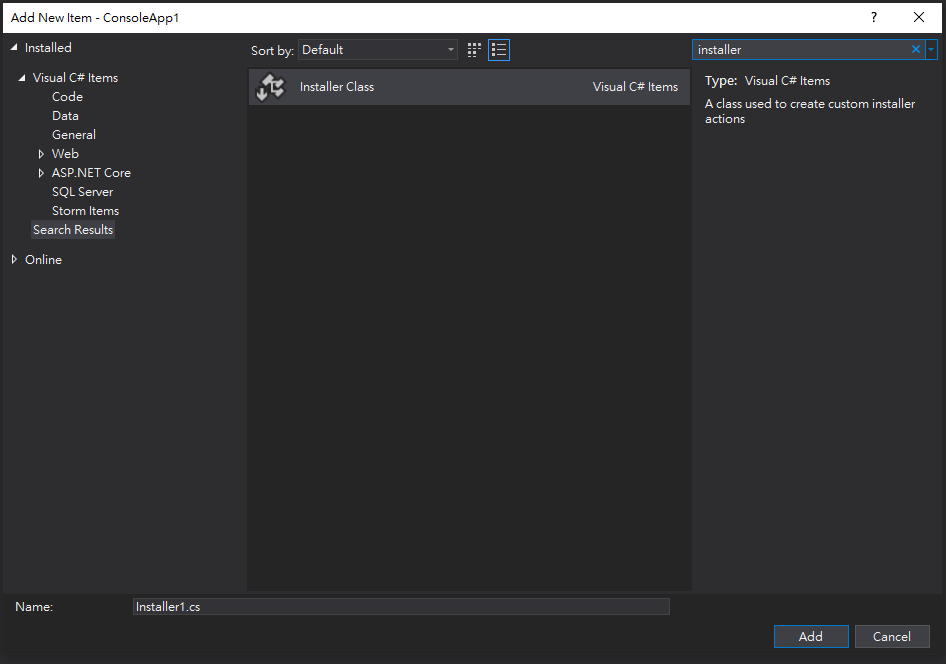 Add New Item - ConsoleApp1
?
Installed
Sort by:
Default
installer
Visual C# Items
Code
Data
General
Web
ASP.NET Core
SQL Server
Storm Items
Search Results
Online
Installer Class
Visual C# Items
Type: Visual C# Items
A class used to create custom installer
actions
Name:
Installer1.cs
Add
Cancel